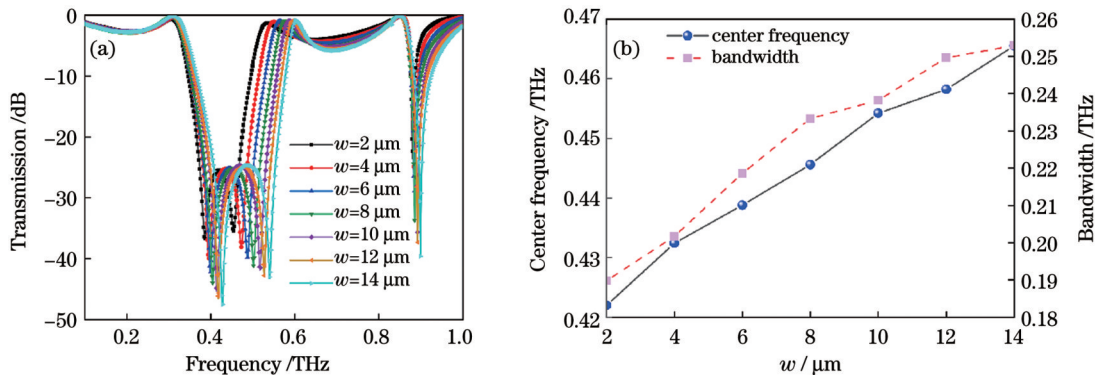 (a)
Transmission /dB
0
−10
−20
−30
−40
−50
w=2 μm
w=4 μm
w=6 μm
w=8 μm
w=10 μm
w=12 μm
w=14 μm
0.2
0.4
0.6
0.8
1.0
Frequency /THz
(b)
center frequency
bandwidth
Center frequency /THz
0.47
0.46
0.45
0.44
0.43
0.42
2
4
6
8
10
12
14
w / μm
0.26
0.25
0.24
0.23
0.22
0.21
0.20
0.19
0.18
Bandwidth /THz